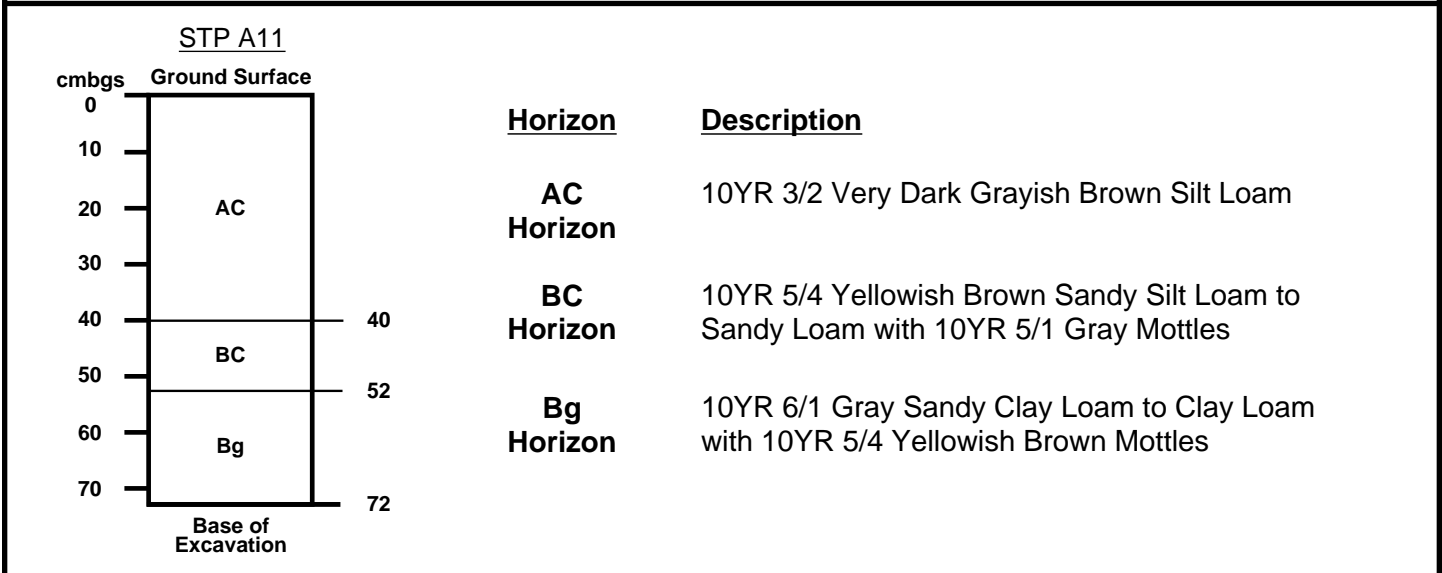 STP A11
cmbgs
Ground Surface
0
10
20
30
40
50
60
70
AC
BC
Bg
40
52
72
Base of
Excavation
Horizon
Description
AC
Horizon
10YR 3/2 Very Dark Grayish Brown Silt Loam
BC
Horizon
10YR 5/4 Yellowish Brown Sandy Silt Loam to
Sandy Loam with 10YR 5/1 Gray Mottles
Bg
Horizon
10YR 6/1 Gray Sandy Clay Loam to Clay Loam
with 10YR 5/4 Yellowish Brown Mottles